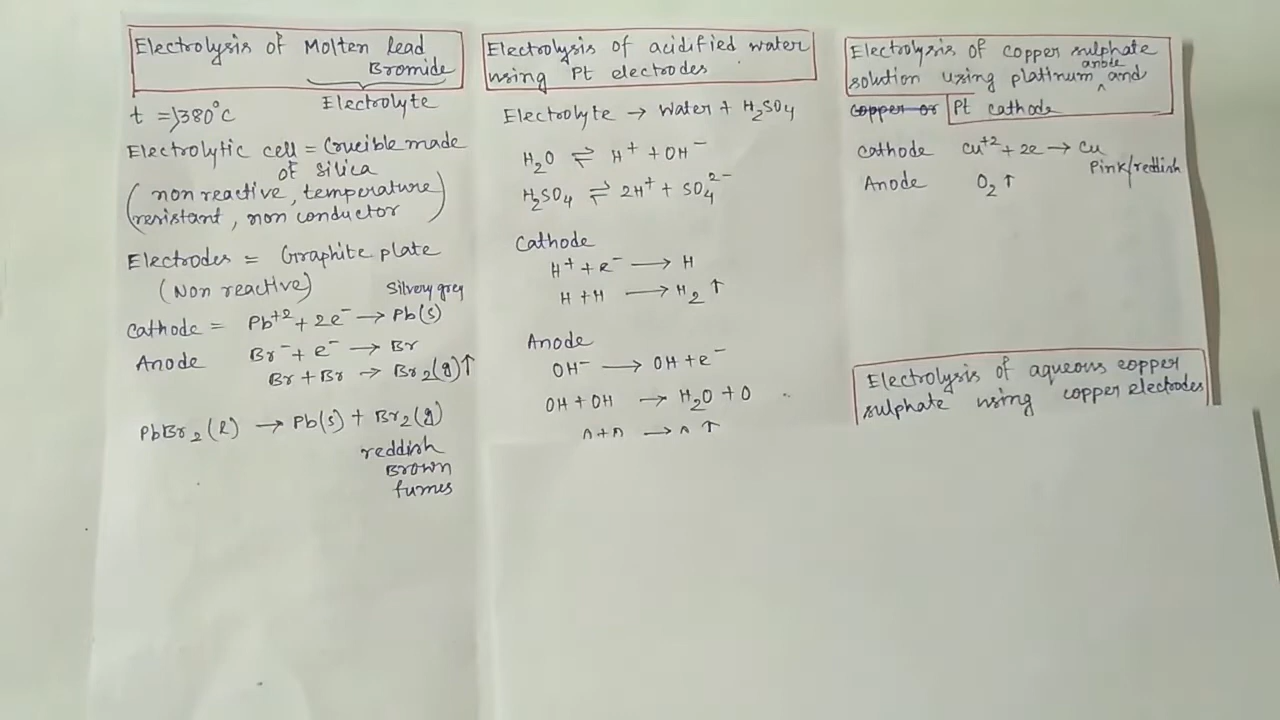 Electrolysis of Molten lead
Bromide
Electrolyte
t =>380°C
Electrolytic cell = Crucible made
of silica
(non reactive, temperature
resistant, non conductor)
Electrodes = Graphite plate
(Non reactive)
Silvery grey
Cathode = Pb⁺² + 2e⁻ → Pb(s)
Anode Br⁻ + e⁻ → Br
Br + Br → Br₂(g)↑
PbBr₂(l) → Pb(s) + Br₂(g)
reddish
Brown
fumes
Electrolysis of acidified water
using Pt electrodes
Electrolyte → Water + H₂SO₄
H₂O ⇌ H⁺ + OH⁻
H₂SO₄ ⇌ 2H⁺ + SO₄²⁻
Cathode
H⁺ + e⁻ → H
H + H → H₂ ↑
Anode
OH⁻ → OH + e⁻
OH + OH → H₂O + O
Electrolysis of copper sulphate
solution using platinum anode and
copper or Pt cathode
Cathode Cu⁺² + 2e → Cu
Pink/reddish
Anode O₂↑
Electrolysis of aqueous copper
sulphate using copper electrodes